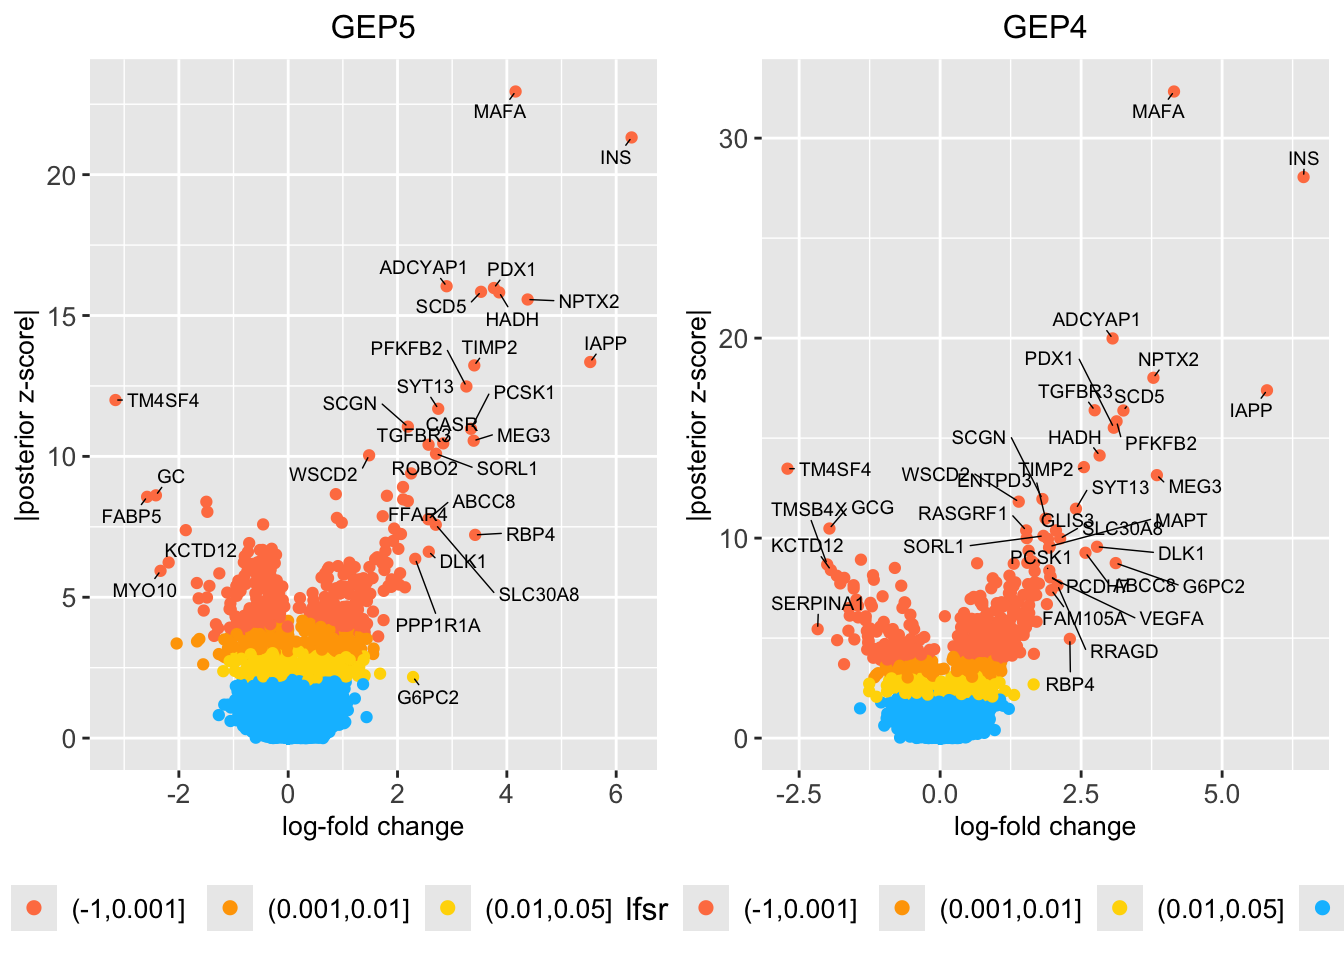 GEP5
MAFA
INS
20
ADCYAP1
PDX1
SCD5
NPTX2
HADH
15
PFKFB2
TIMP2
IAPP
SYT13
PCSK1
TM4SF4
SCGN
CASR
TGFBR3
MEG3
10
WSCD2
ROBO2
SORL1
GC
FABP5
FFAR4
ABCC8
RBP4
KCTD12
DLK1
MYO10
SLC30A8
5
PPP1R1A
G6PC2
0
-2
0
2
4
6
log-fold change
|posterior z-score|
GEP4
MAFA
30
INS
ADCYAP1
20
PDX1
NPTX2
TGFBR3
SCD5
IAPP
SCGN
HADH
PFKFB2
TM4SF4
WSCD2
ENTPD3
TIMP2
MEG3
SYT13
TMSB4X
GCG
RASGRF1
GLIS3
SLC30A8
MAPT
10
KCTD12
SORL1
PCSK1
DLK1
PCDH7
ABCC8
G6PC2
SERPINA1
FAM105A
VEGFA
RRAGD
RBP4
0
-2.5
0.0
2.5
5.0
log-fold change
|posterior z-score|
(-1,0.001]
(0.001,0.01]
(0.01,0.05]
lfsr
(-1,0.001]
(0.001,0.01]
(0.01,0.05]